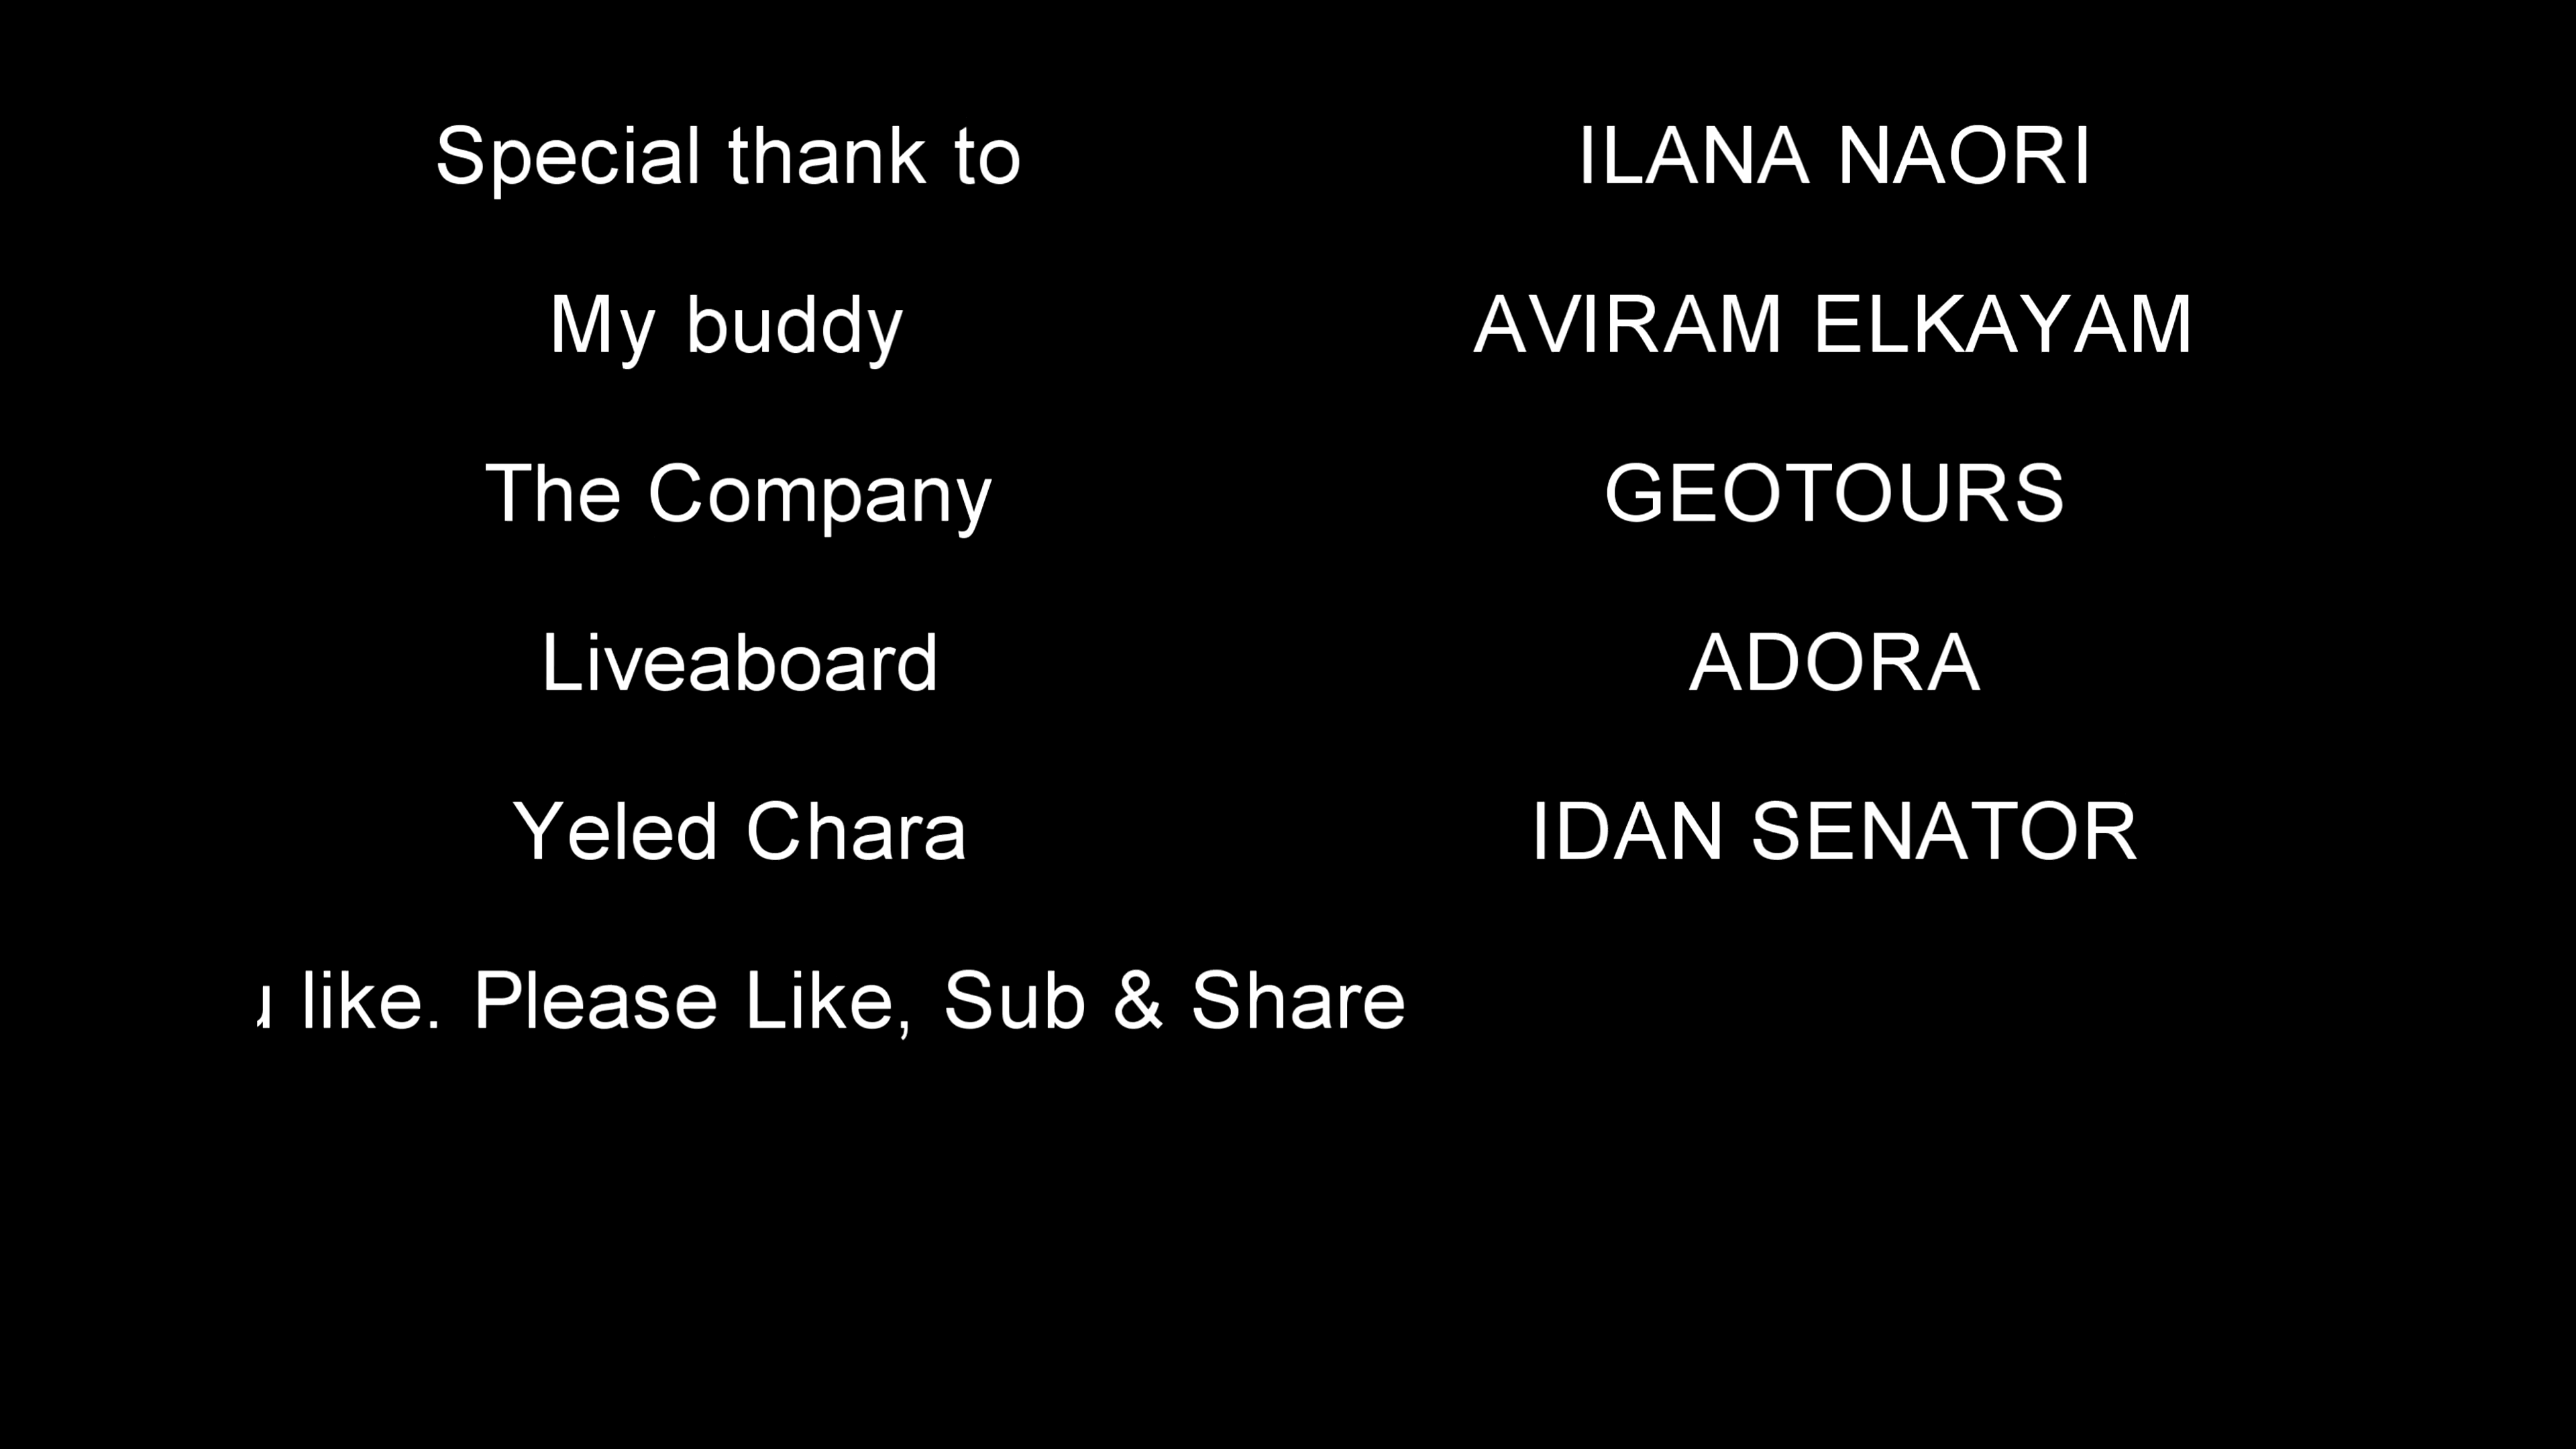 Special thank to ILANA NAORI
My buddy AVIRAM ELKAYAM
The Company GEOTOURS
Liveaboard ADORA
Yeled Chara IDAN SENATOR
like. Please Like, Sub & Share